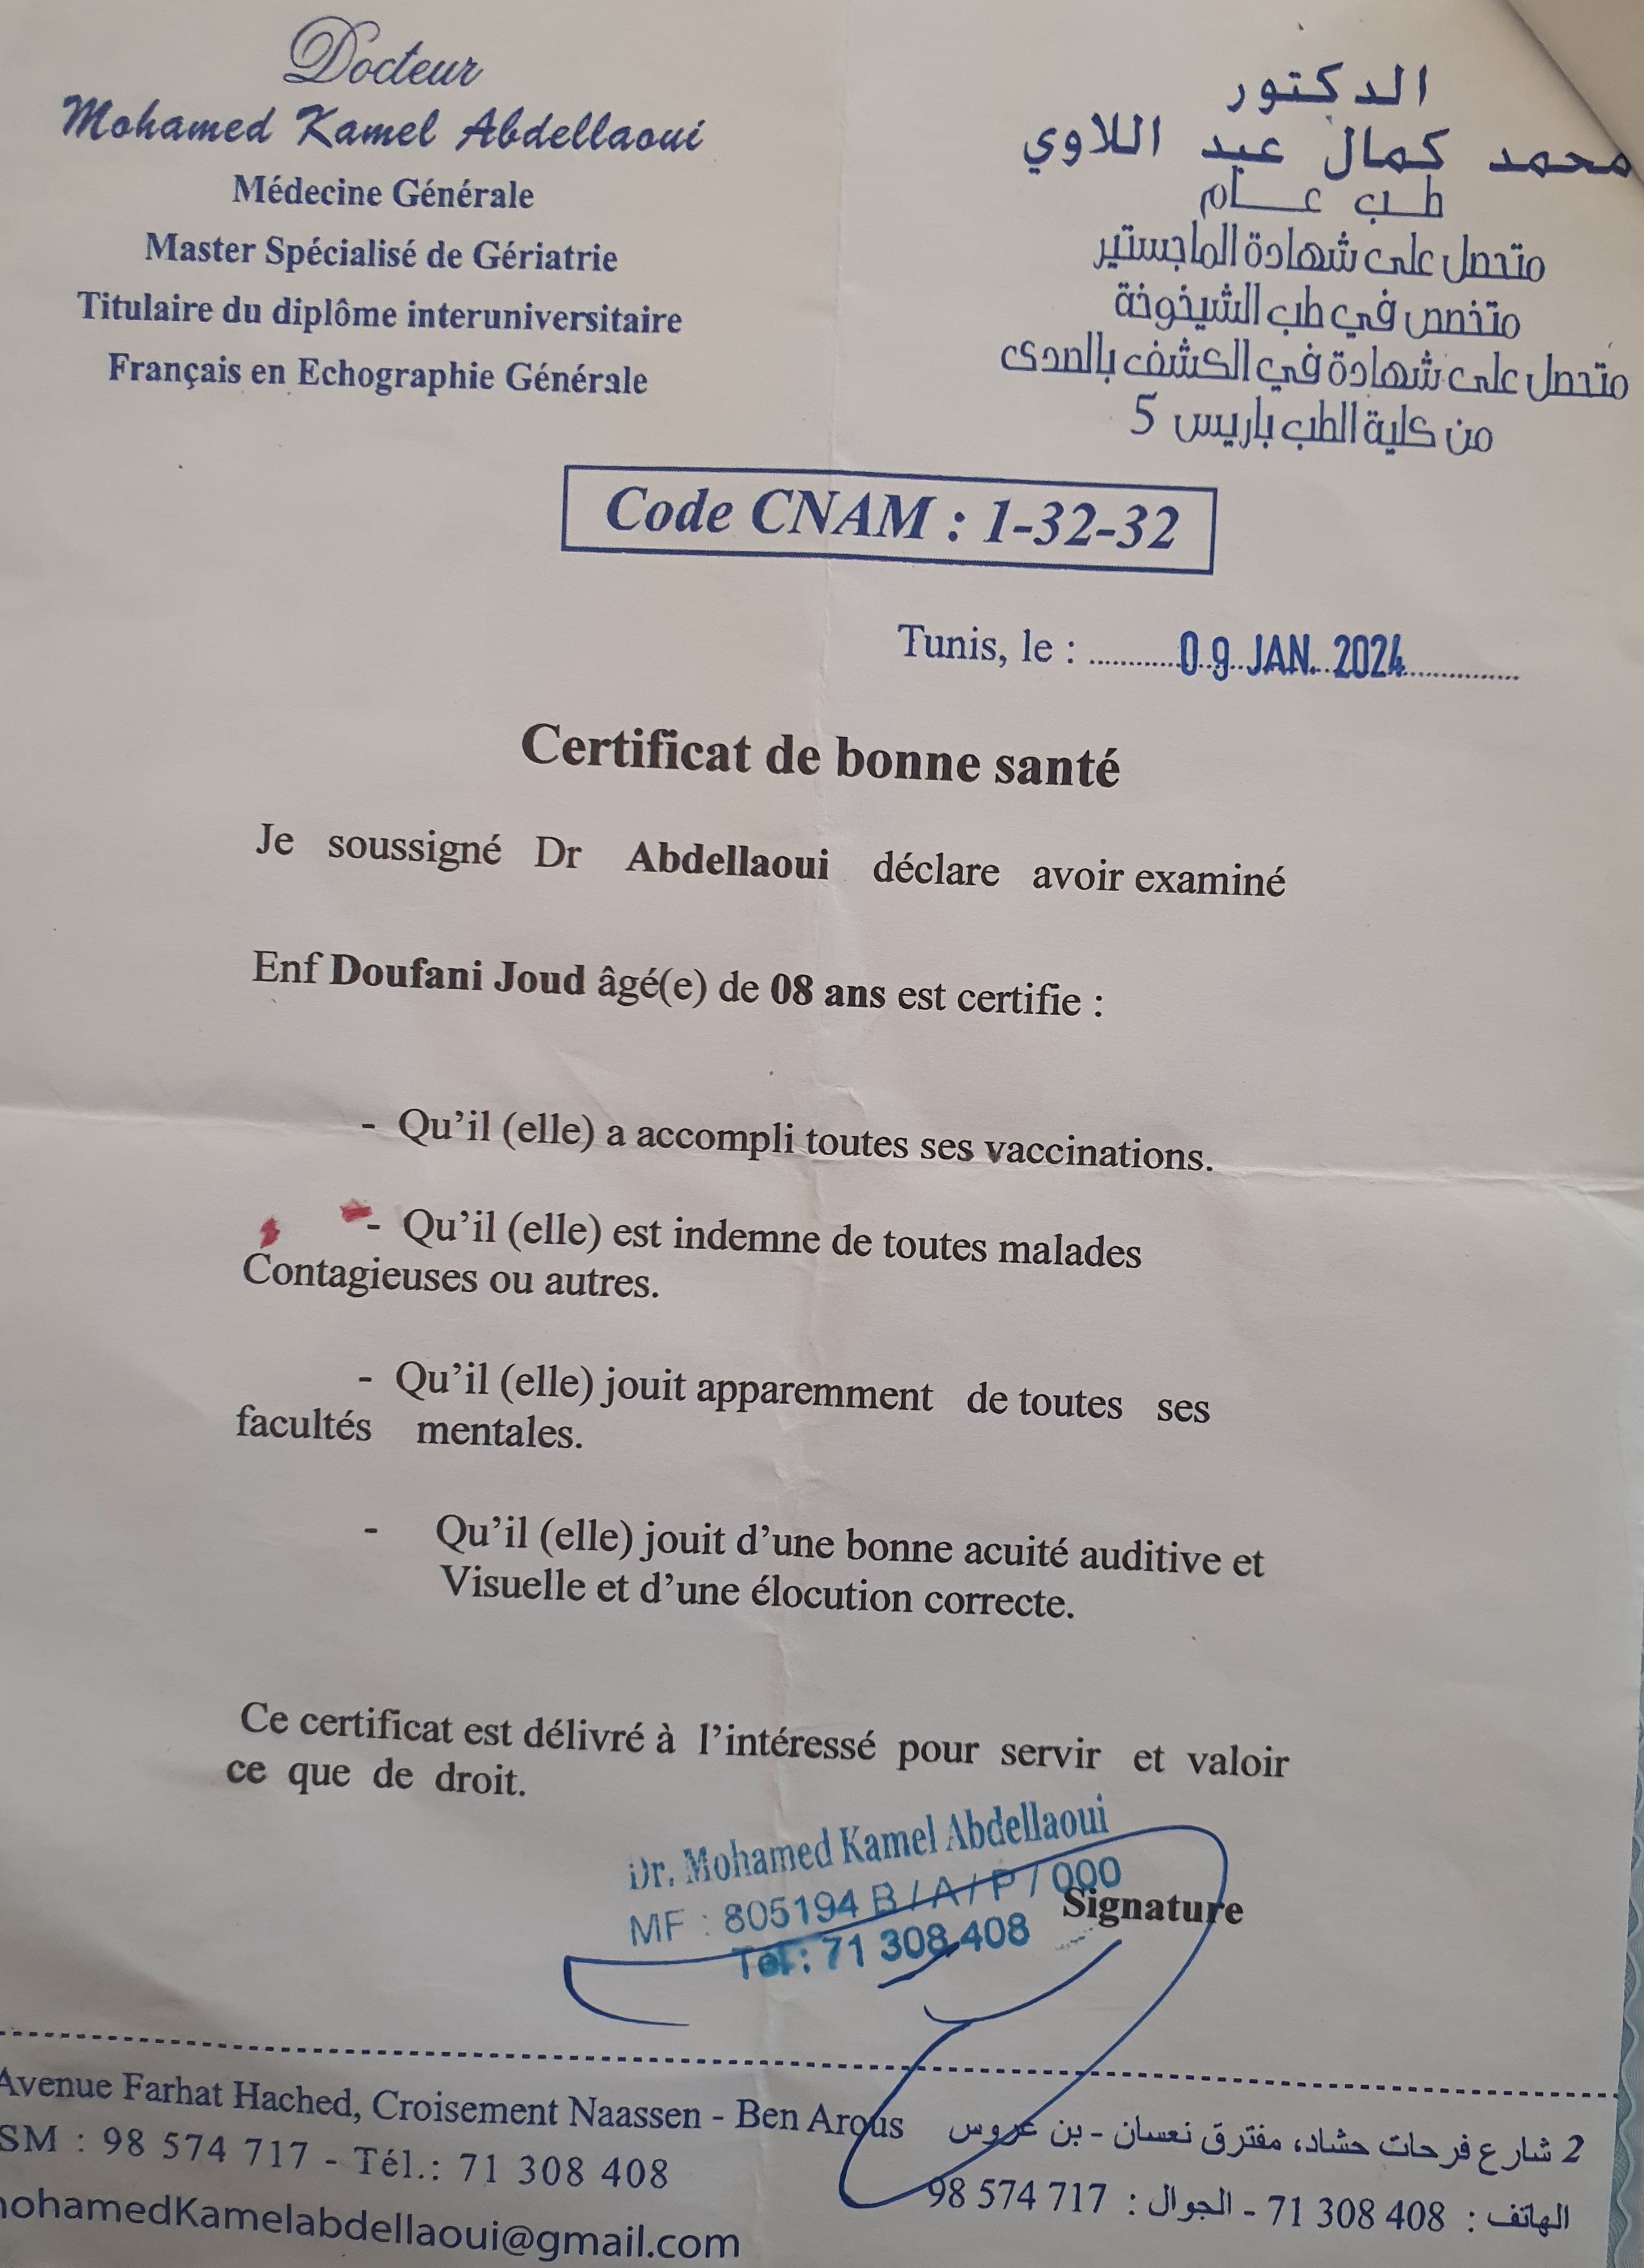 Docteur
Mohamed Kamel Abdellaoui
Médecine Générale
Master Spécialisé de Gériatrie
Titulaire du diplôme interuniversitaire
Français en Echographie Générale
الدكتور
محمد كمال عبد اللاوي
طب عام
متحصل على شهادة الماجستير
متخصص في طب الشيخوخة
متحصل على شهادة في الكشف بالصدى
من كلية الطب باريس 5
Code CNAM : 1-32-32
Tunis, le : 09 JAN. 2024
Certificat de bonne santé
Je soussigné Dr Abdellaoui déclare avoir examiné
Enf Doufani Joud âgé(e) de 08 ans est certifie :
- Qu'il (elle) a accompli toutes ses vaccinations.
- Qu'il (elle) est indemne de toutes malades
Contagieuses ou autres.
- Qu'il (elle) jouit apparemment de toutes ses
facultés mentales.
- Qu'il (elle) jouit d'une bonne acuité auditive et
Visuelle et d'une élocution correcte.
Ce certificat est délivré à l'intéressé pour servir et valoir
ce que de droit.
Dr. Mohamed Kamel Abdellaoui
MF : 805194 B / A / P / 000
Tel : 71 308 408
Signature
Avenue Farhat Hached, Croisement Naassen - Ben Arous
SM : 98 574 717 - Tél.: 71 308 408
mohamedKamelabdellaoui@gmail.com
2 شارع فرحات حشاد، مفترق نعسان - بن عروس
الهاتف : 71 308 408 - الجوال : 98 574 717